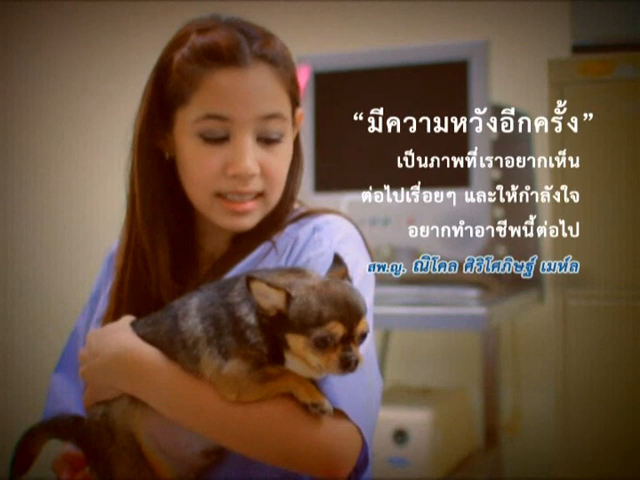 “มีความหวังอีกครั้ง”
เป็นภาพที่เราอยากเห็น
ต่อไปเรื่อยๆ และให้กำลังใจ
อยากทำอาชีพนี้ต่อไป
สพ.ญ. ณิโคล ศิริโศภิษฐ์ เมห์ล